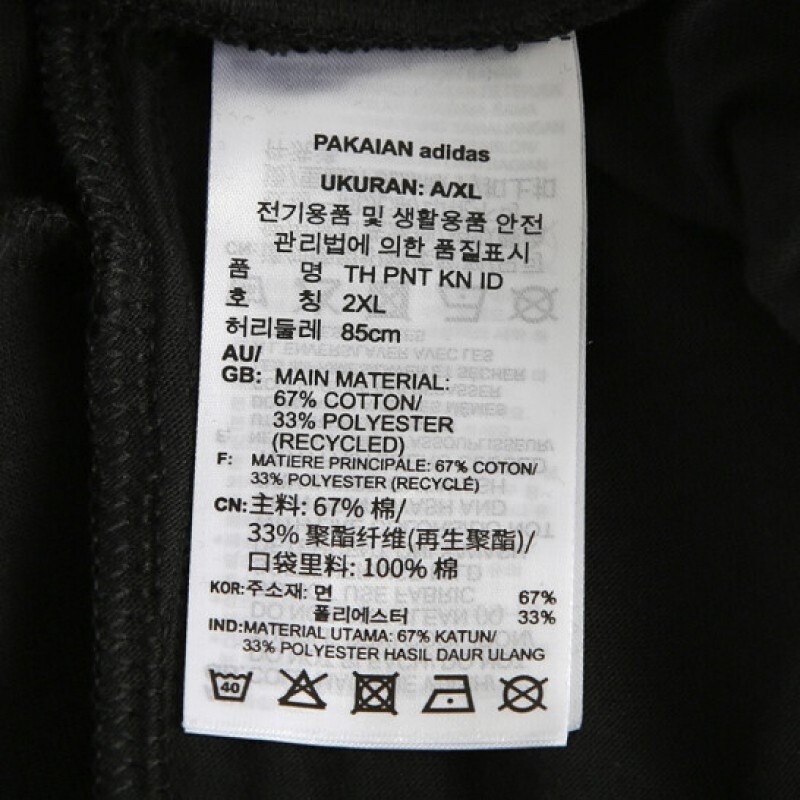 PAKAIAN adidas
UKURAN: A/XL
전기용품 및 생활용품 안전
관리법에 의한 품질표시
품 명 TH PNT KN ID
호 칭 2XL
허리둘레 85cm
AU/
GB: MAIN MATERIAL:
67% COTTON/
33% POLYESTER
(RECYCLED)
F: MATIERE PRINCIPALE: 67% COTON/
33% POLYESTER (RECYCLÉ)
CN:主料: 67% 棉/
33% 聚酯纤维(再生聚酯)/
口袋里料: 100% 棉
KOR:주소재: 면 67%
폴리에스터 33%
IND:MATERIAL UTAMA: 67% KATUN/
33% POLYESTER HASIL DAUR ULANG
40